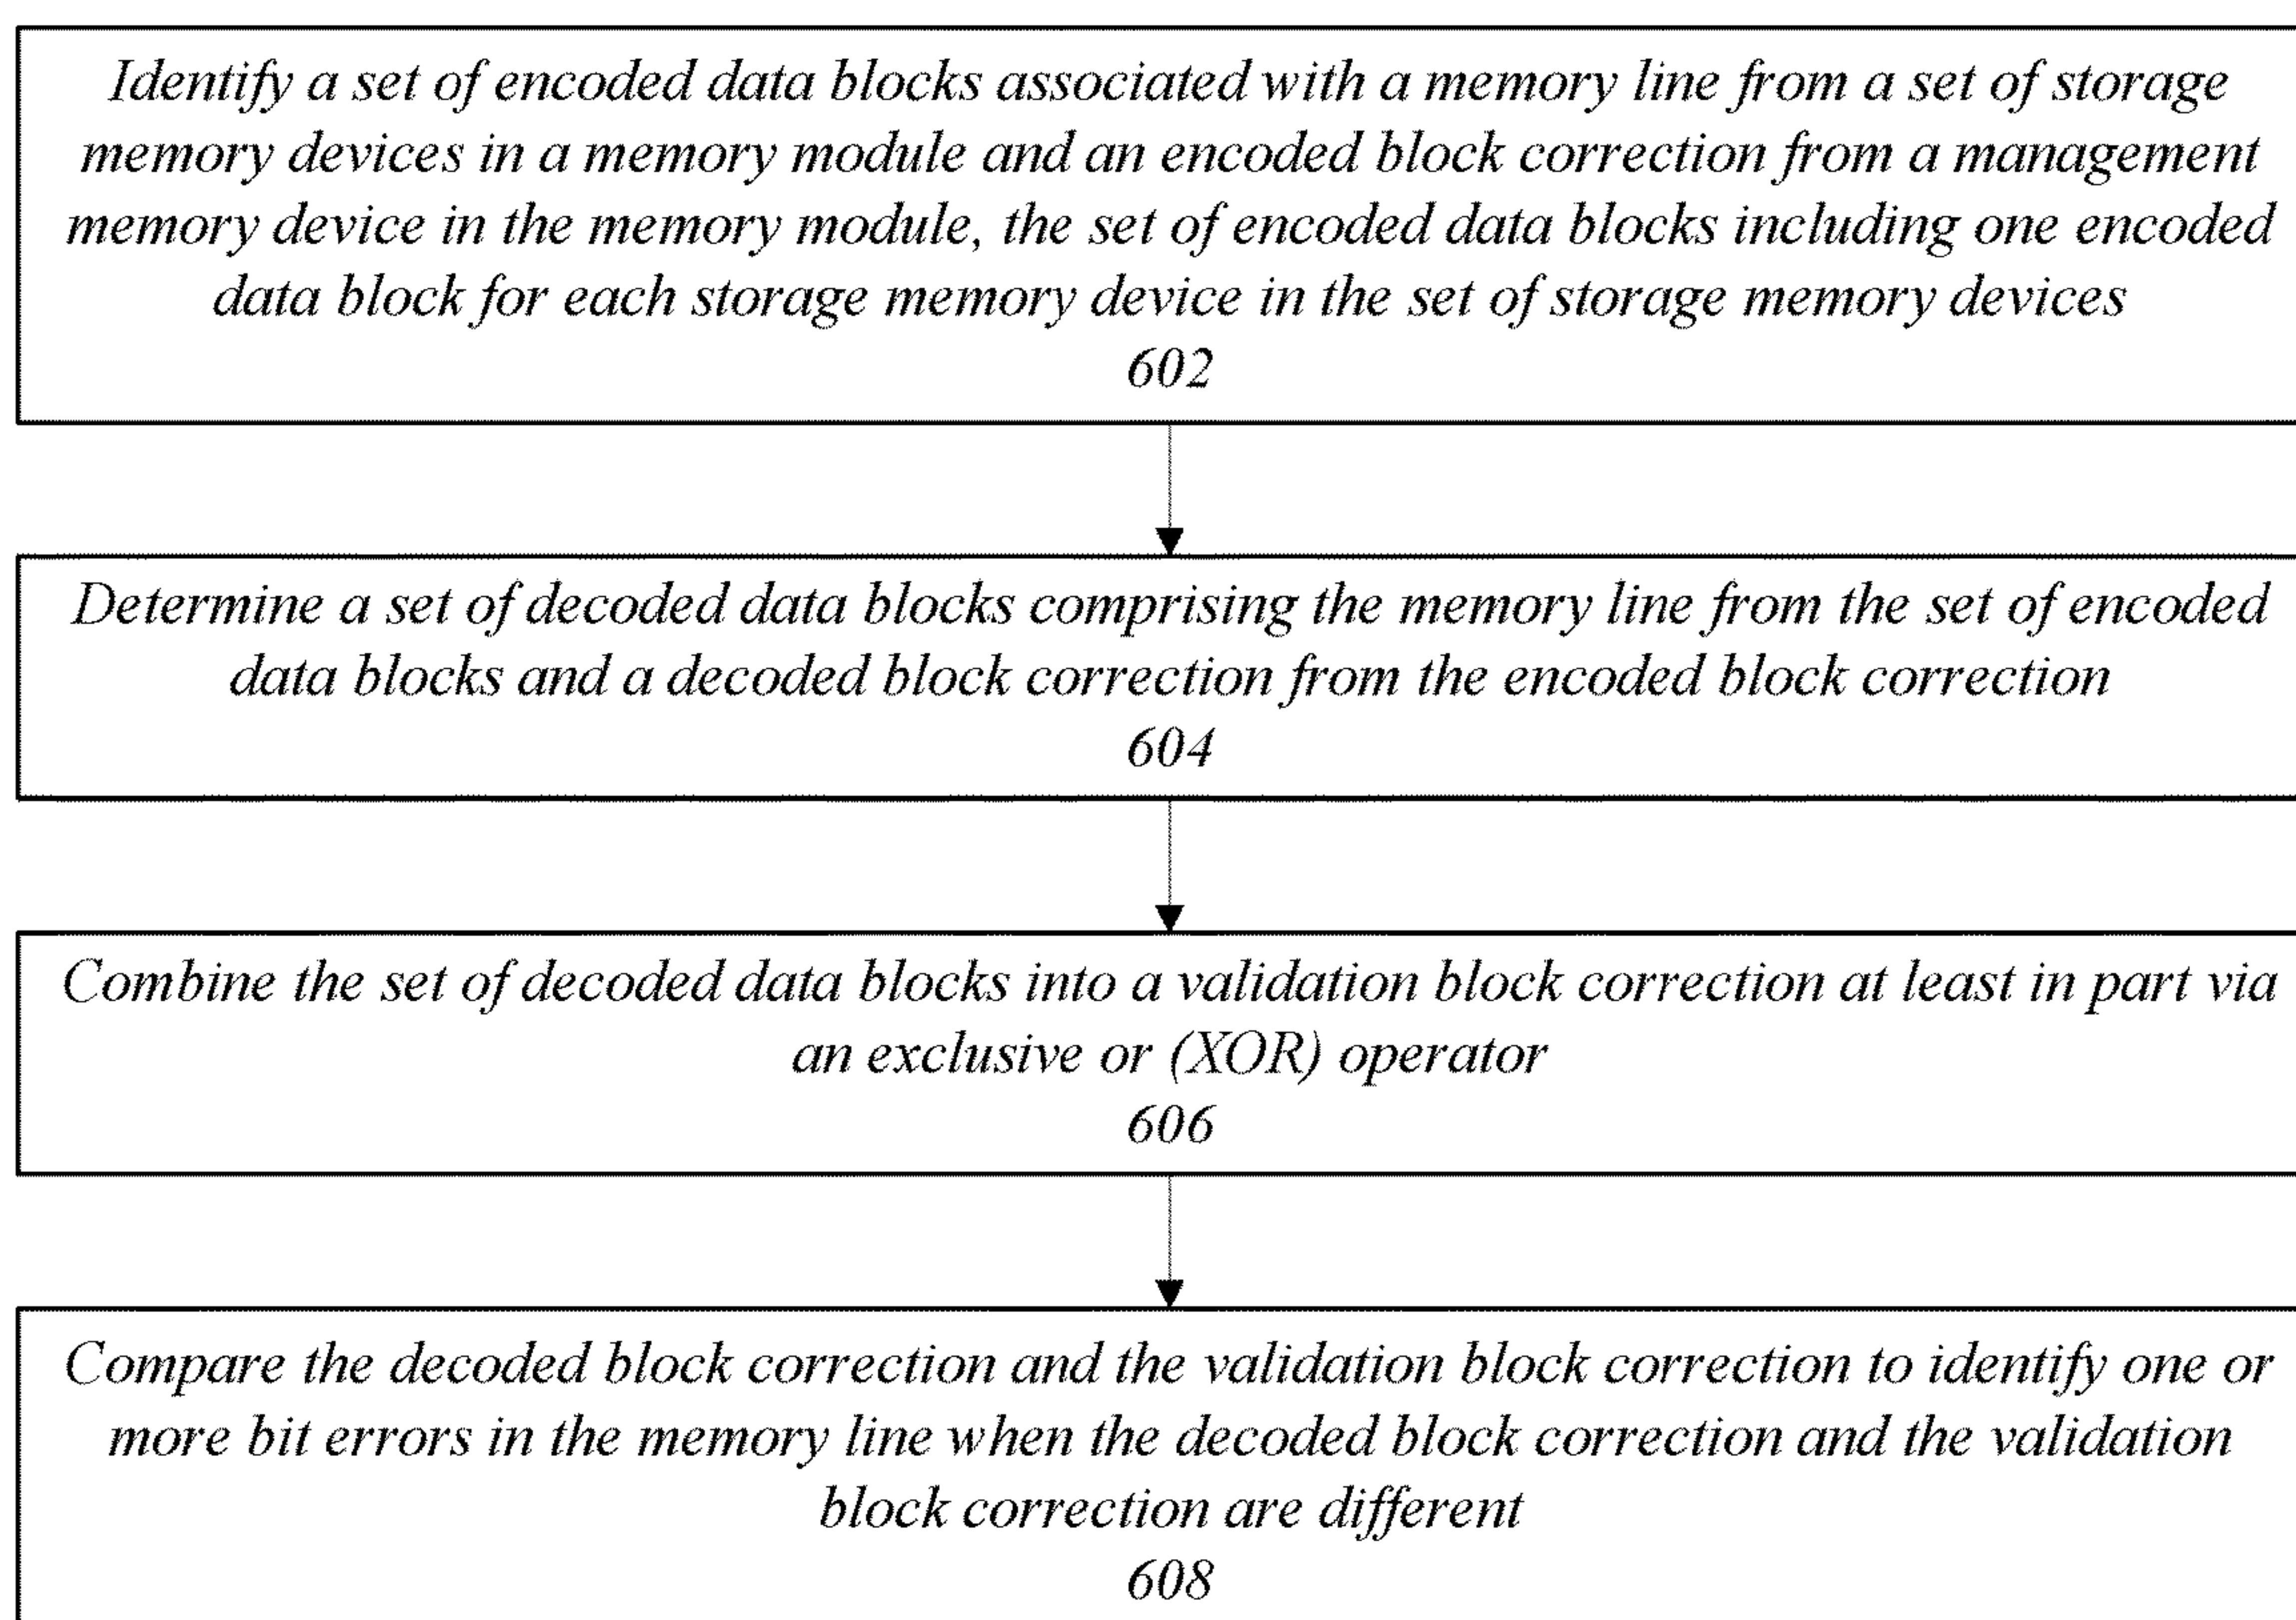 Identify a set of encoded data blocks associated with a memory line from a set of storage
memory devices in a memory module and an encoded block correction from a management
memory device in the memory module, the set of encoded data blocks including one encoded
data block for each storage memory device in the set of storage memory devices
602
Determine a set of decoded data blocks comprising the memory line from the set of encoded
data blocks and a decoded block correction from the encoded block correction
604
Combine the set of decoded data blocks into a validation block correction at least in part via
an exclusive or (XOR) operator
606
Compare the decoded block correction and the validation block correction to identify one or
more bit errors in the memory line when the decoded block correction and the validation
block correction are different
608